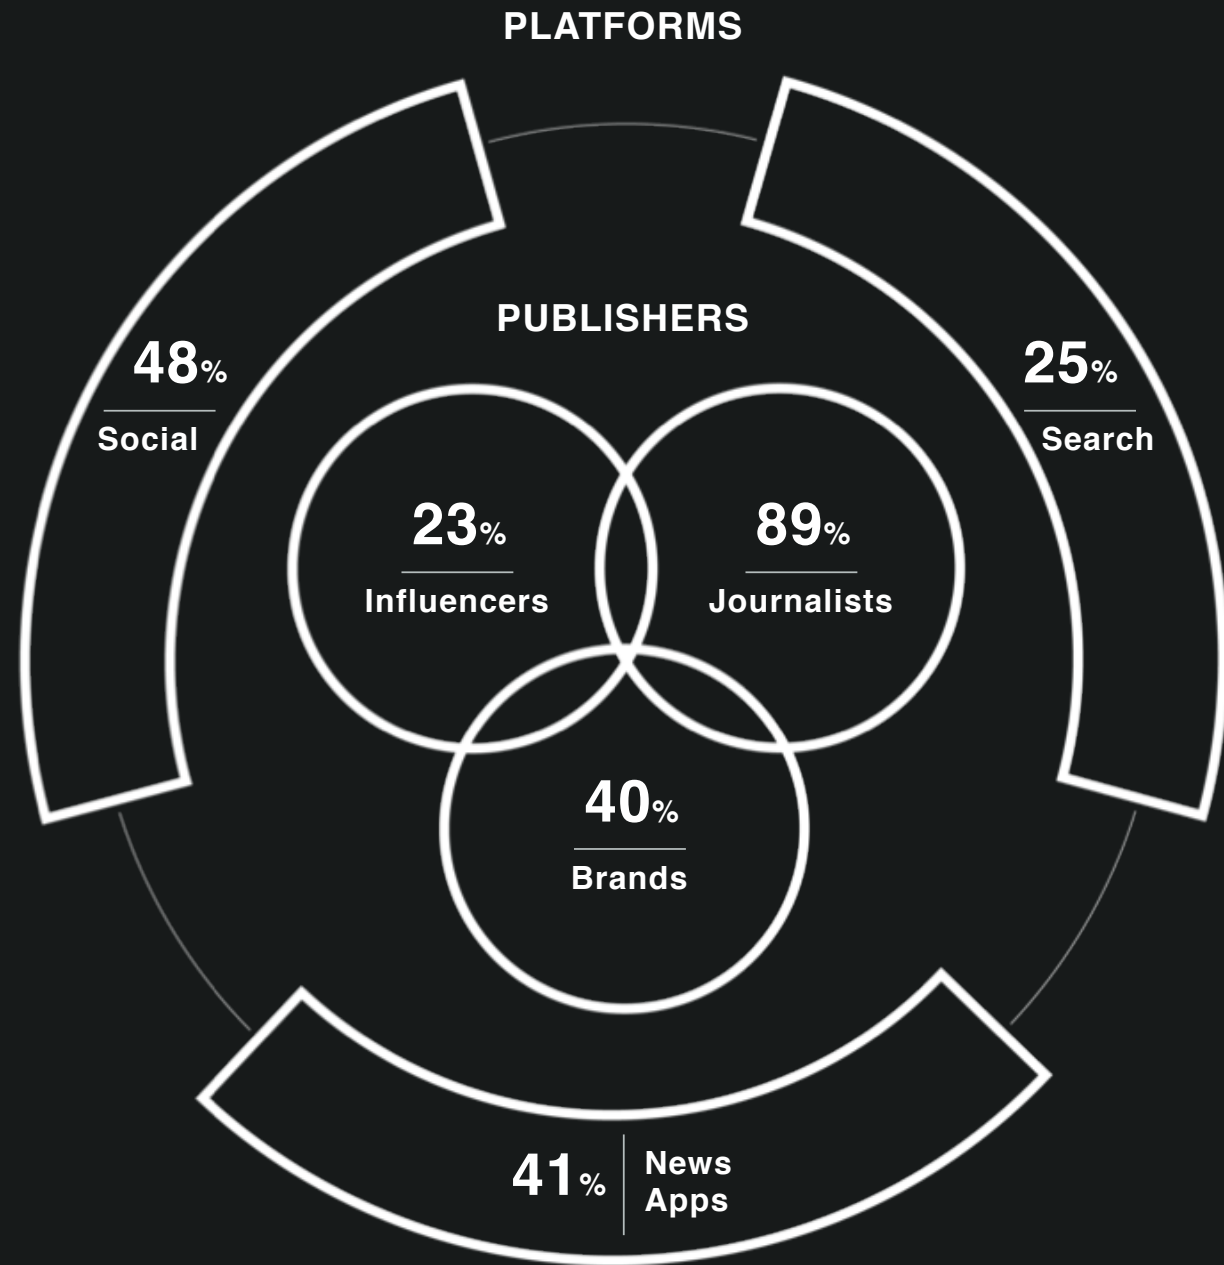 PLATFORMS
PUBLISHERS
48%
Social
25%
Search
23%
Influencers
89%
Journalists
40%
Brands
41%
News
Apps